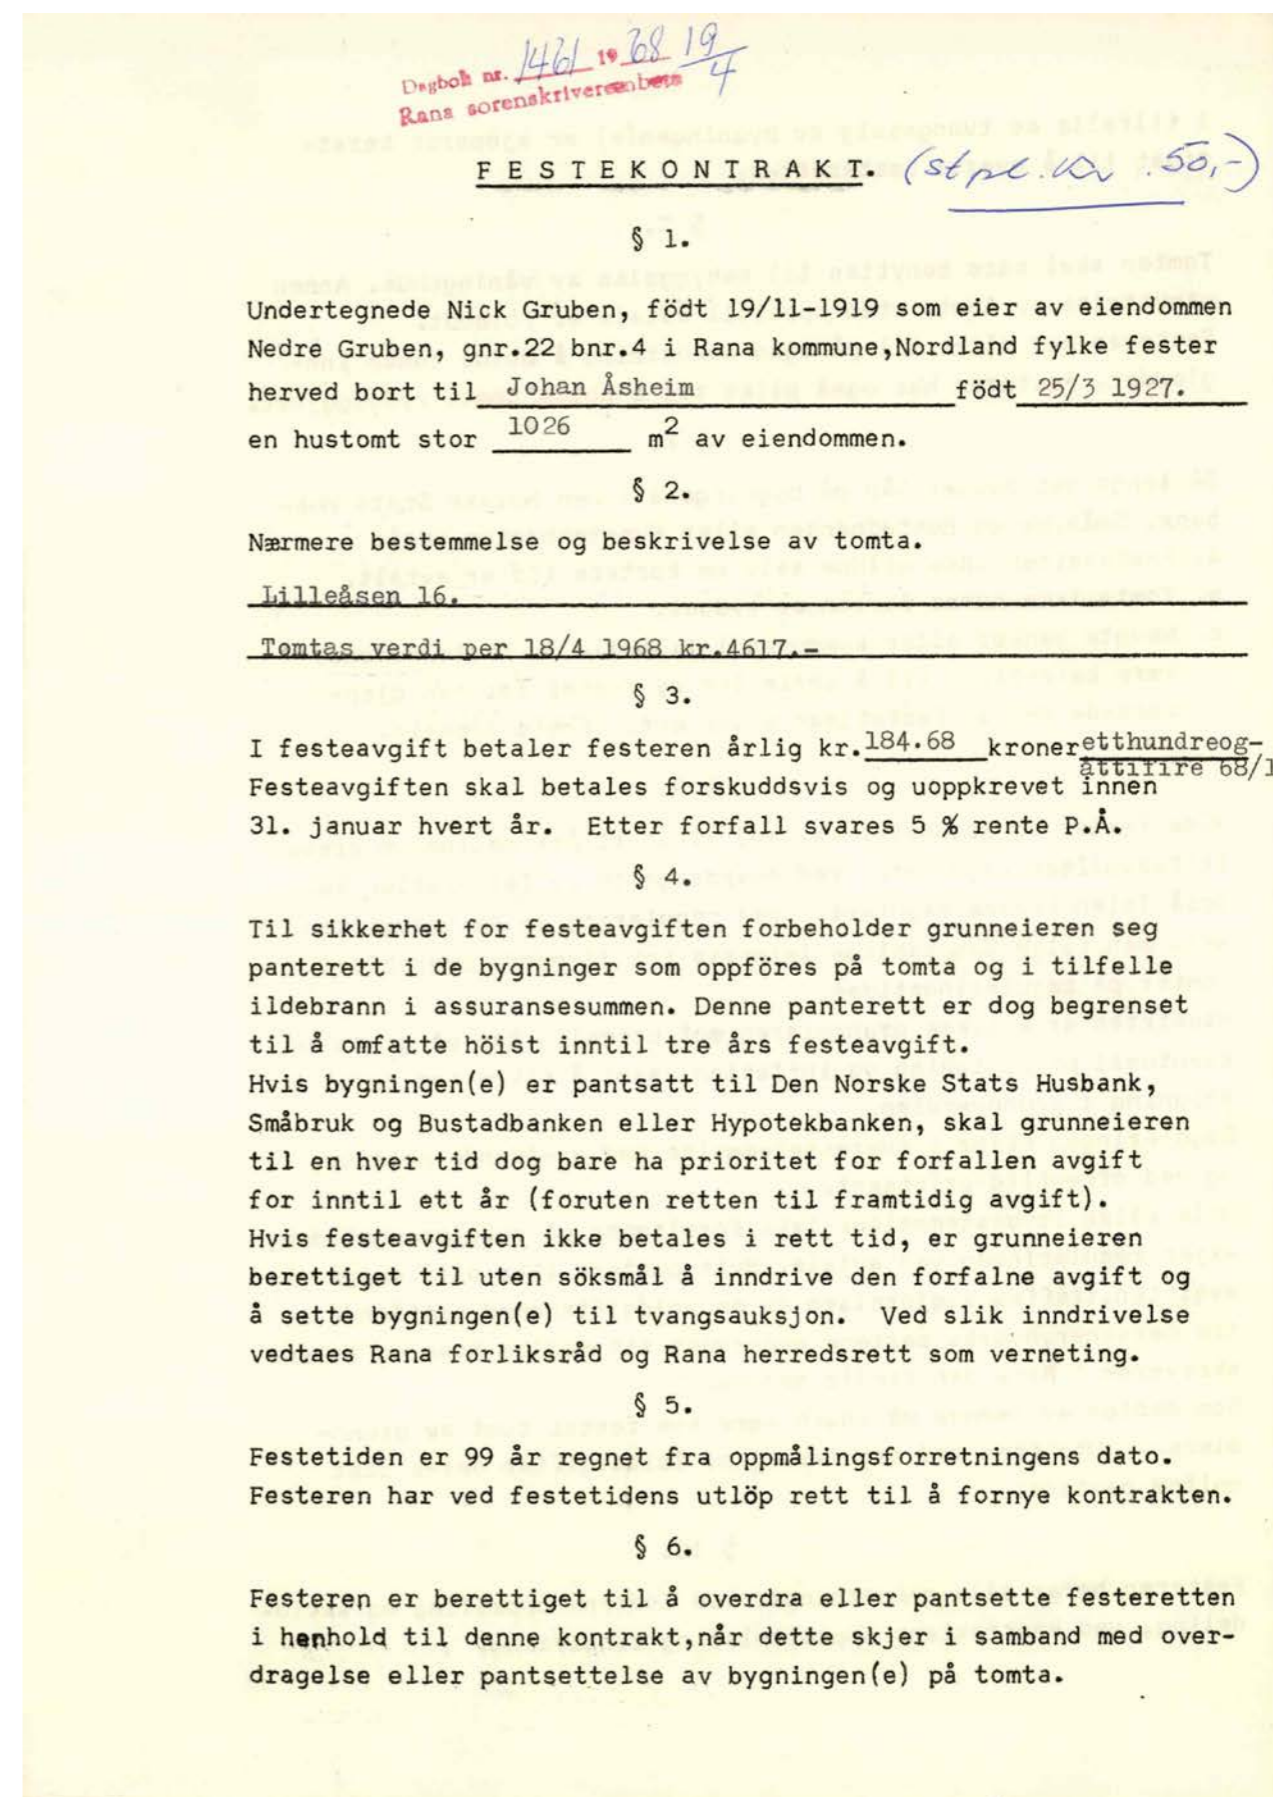 Dagbok nr. 1461 1968 19/4
Rana sorenskriverembete
FESTEKONTRAKT. (stpl. kr. 50,-)
§ 1.
Undertegnede Nick Gruben, födt 19/11-1919 som eier av eiendommen
Nedre Gruben, gnr.22 bnr.4 i Rana kommune,Nordland fylke fester
herved bort til Johan Åsheim födt 25/3 1927.
en hustomt stor 1026 m2 av eiendommen.
§ 2.
Nærmere bestemmelse og beskrivelse av tomta.
Lilleåsen 16.
Tomtas verdi per 18/4 1968 kr.4617.-
§ 3.
I festeavgift betaler festeren årlig kr.184.68 kroner etthundreog-
åttifire 68/1
Festeavgiften skal betales forskuddsvis og uoppkrevet innen
31. januar hvert år. Etter forfall svares 5 % rente P.Å.
§ 4.
Til sikkerhet for festeavgiften forbeholder grunneieren seg
panterett i de bygninger som oppföres på tomta og i tilfelle
ildebrann i assuransesummen. Denne panterett er dog begrenset
til å omfatte höist inntil tre års festeavgift.
Hvis bygningen(e) er pantsatt til Den Norske Stats Husbank,
Småbruk og Bustadbanken eller Hypotekbanken, skal grunneieren
til en hver tid dog bare ha prioritet for forfallen avgift
for inntil ett år (foruten retten til framtidig avgift).
Hvis festeavgiften ikke betales i rett tid, er grunneieren
berettiget til uten söksmål å inndrive den forfalne avgift og
å sette bygningen(e) til tvangsauksjon. Ved slik inndrivelse
vedtaes Rana forliksråd og Rana herredsrett som verneting.
§ 5.
Festetiden er 99 år regnet fra oppmålingsforretningens dato.
Festeren har ved festetidens utlöp rett til å fornye kontrakten.
§ 6.
Festeren er berettiget til å overdra eller pantsette festeretten
i henhold til denne kontrakt,når dette skjer i samband med over-
dragelse eller pantsettelse av bygningen(e) på tomta.